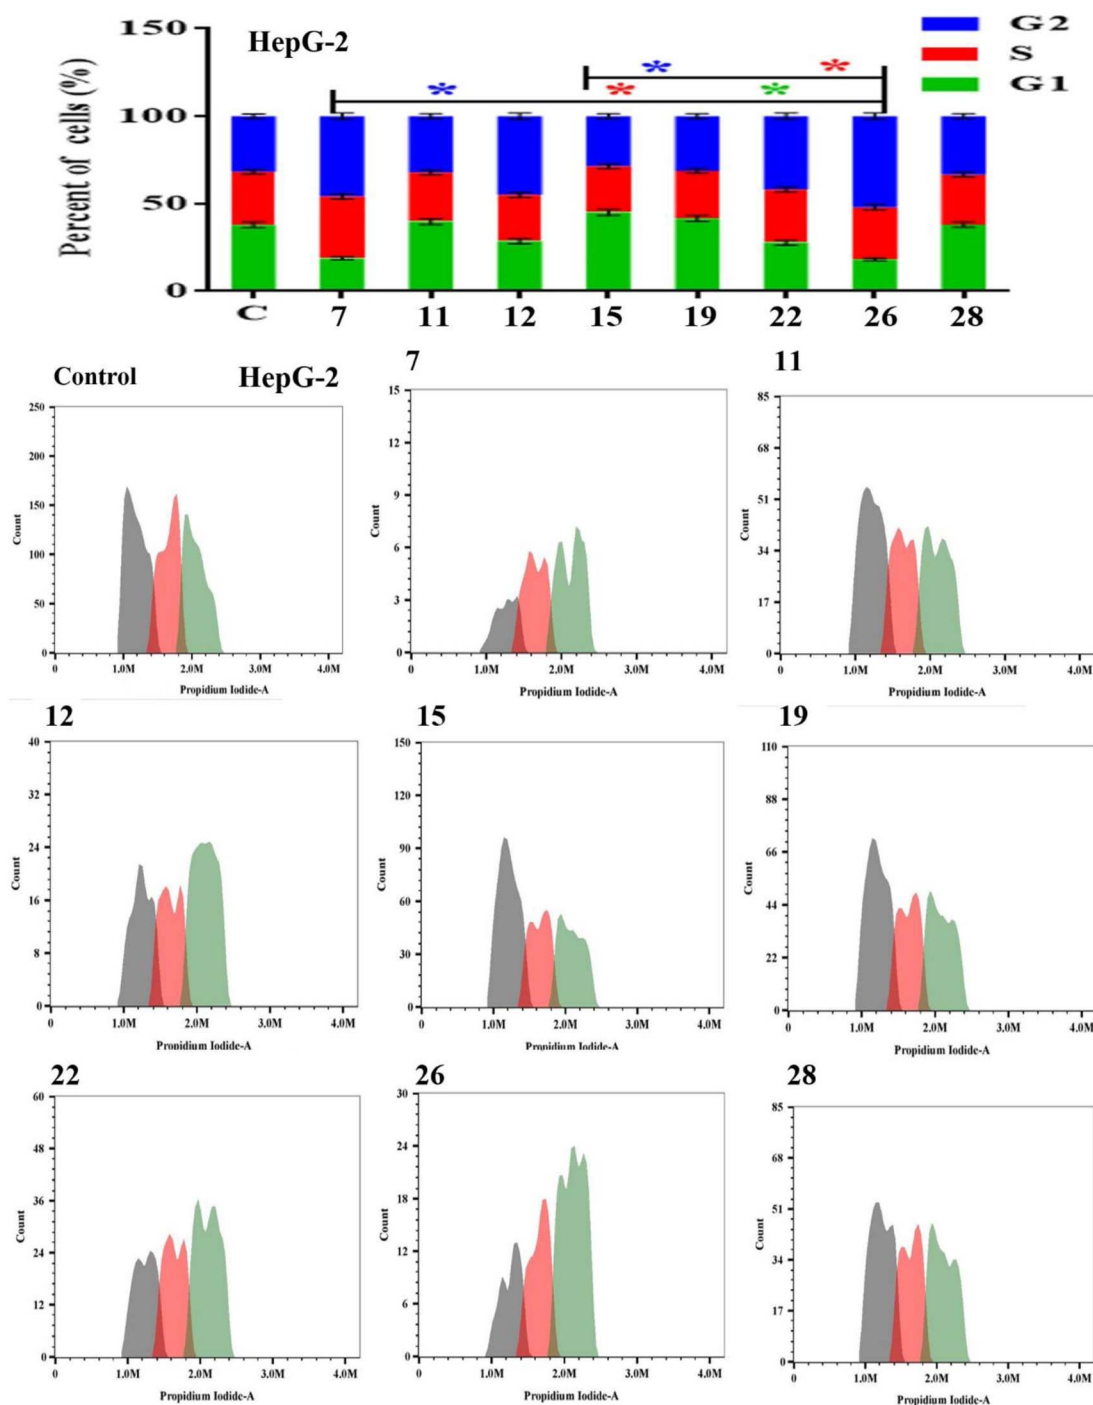 150
HepG-2
G2
S
G1
* *
* * *
100
50
0
Percent of cells (%)
C 7 11 12 15 19 22 26 28
Control HepG-2
250
200
150
100
50
0
Count
0 1.0M 2.0M 3.0M 4.0M
Propidium Iodide-A
7
15
12
9
6
3
0
Count
0 1.0M 2.0M 3.0M 4.0M
Propidium Iodide-A
11
85
68
51
34
17
0
Count
0 1.0M 2.0M 3.0M 4.0M
Propidium Iodide-A
12
40
32
24
16
8
0
Count
0 1.0M 2.0M 3.0M 4.0M
Propidium Iodide-A
15
150
120
90
60
30
0
Count
0 1.0M 2.0M 3.0M 4.0M
Propidium Iodide-A
19
110
88
66
44
22
0
Count
0 1.0M 2.0M 3.0M 4.0M
Propidium Iodide-A
22
60
48
36
24
12
0
Count
0 1.0M 2.0M 3.0M 4.0M
Propidium Iodide-A
26
30
24
18
12
6
0
Count
0 1.0M 2.0M 3.0M 4.0M
Propidium Iodide-A
28
85
68
51
34
17
0
Count
0 1.0M 2.0M 3.0M 4.0M
Propidium Iodide-A